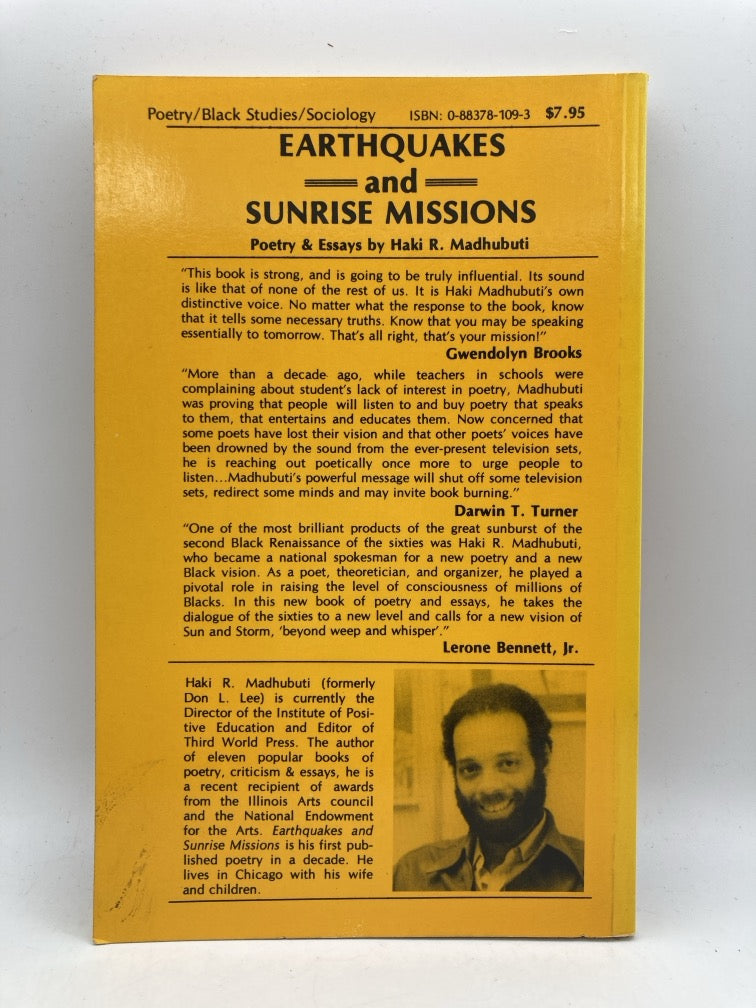 Poetry/Black Studies/Sociology ISBN: 0-88378-109-3 $7.95
EARTHQUAKES
and
SUNRISE MISSIONS
Poetry & Essays by Haki R. Madhubuti
"This book is strong, and is going to be truly influential. Its sound
is like that of none of the rest of us. It is Haki Madhubuti's own
distinctive voice. No matter what the response to the book, know
that it tells some necessary truths. Know that you may be speaking
essentially to tomorrow. That's all right, that's your mission!"
Gwendolyn Brooks
"More than a decade ago, while teachers in schools were
complaining about student's lack of interest in poetry, Madhubuti
was proving that people will listen to and buy poetry that speaks
to them, that entertains and educates them. Now concerned that
some poets have lost their vision and that other poets' voices have
been drowned by the sound from the ever-present television sets,
he is reaching out poetically once more to urge people to
listen...Madhubuti's powerful message will shut off some television
sets, redirect some minds and may invite book burning."
Darwin T. Turner
"One of the most brilliant products of the great sunburst of the
second Black Renaissance of the sixties was Haki R. Madhubuti,
who became a national spokesman for a new poetry and a new
Black vision. As a poet, theoretician, and organizer, he played a
pivotal role in raising the level of consciousness of millions of
Blacks. In this new book of poetry and essays, he takes the
dialogue of the sixties to a new level and calls for a new vision of
Sun and Storm, 'beyond weep and whisper'."
Lerone Bennett, Jr.
Haki R. Madhubuti (formerly
Don L. Lee) is currently the
Director of the Institute of Posi-
tive Education and Editor of
Third World Press. The author
of eleven popular books of
poetry, criticism & essays, he is
a recent recipient of awards
from the Illinois Arts council
and the National Endowment
for the Arts. Earthquakes and
Sunrise Missions is his first pub-
lished poetry in a decade. He
lives in Chicago with his wife
and children.